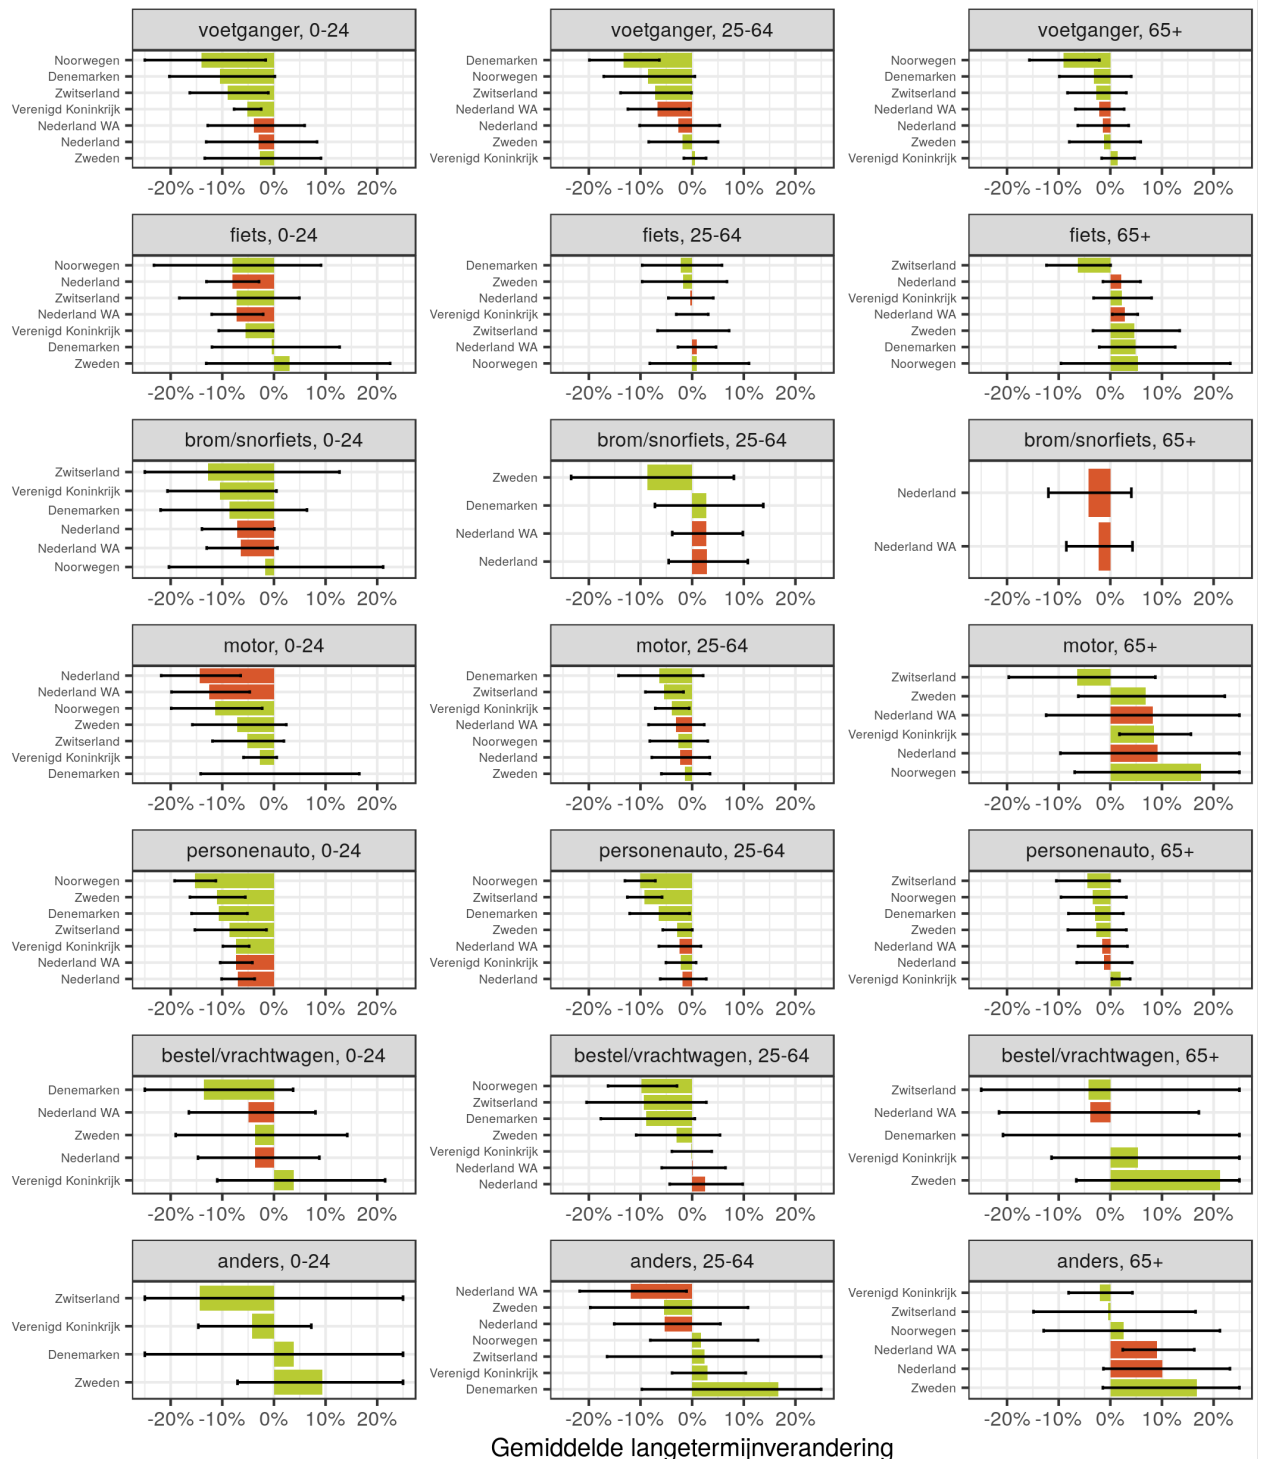 voetganger, 0-24
Noorwegen
Denemarken
Zwitserland
Verenigd Koninkrijk
Nederland WA
Nederland
Zweden
-20% -10% 0% 10% 20%
voetganger, 25-64
Denemarken
Noorwegen
Zwitserland
Nederland WA
Nederland
Zweden
Verenigd Koninkrijk
-20% -10% 0% 10% 20%
voetganger, 65+
Noorwegen
Denemarken
Zwitserland
Nederland WA
Nederland
Zweden
Verenigd Koninkrijk
-20% -10% 0% 10% 20%
fiets, 0-24
Noorwegen
Nederland
Zwitserland
Nederland WA
Verenigd Koninkrijk
Denemarken
Zweden
-20% -10% 0% 10% 20%
fiets, 25-64
Denemarken
Zweden
Nederland
Verenigd Koninkrijk
Zwitserland
Nederland WA
Noorwegen
-20% -10% 0% 10% 20%
fiets, 65+
Zwitserland
Nederland
Verenigd Koninkrijk
Nederland WA
Zweden
Denemarken
Noorwegen
-20% -10% 0% 10% 20%
brom/snorfiets, 0-24
Zwitserland
Verenigd Koninkrijk
Denemarken
Nederland
Nederland WA
Noorwegen
-20% -10% 0% 10% 20%
brom/snorfiets, 25-64
Zweden
Denemarken
Nederland WA
Nederland
-20% -10% 0% 10% 20%
brom/snorfiets, 65+
Nederland
Nederland WA
-20% -10% 0% 10% 20%
motor, 0-24
Nederland
Nederland WA
Noorwegen
Zweden
Zwitserland
Verenigd Koninkrijk
Denemarken
-20% -10% 0% 10% 20%
motor, 25-64
Denemarken
Zwitserland
Verenigd Koninkrijk
Nederland WA
Noorwegen
Nederland
Zweden
-20% -10% 0% 10% 20%
motor, 65+
Zwitserland
Zweden
Nederland WA
Verenigd Koninkrijk
Nederland
Noorwegen
-20% -10% 0% 10% 20%
personenauto, 0-24
Noorwegen
Zweden
Denemarken
Zwitserland
Verenigd Koninkrijk
Nederland WA
Nederland
-20% -10% 0% 10% 20%
personenauto, 25-64
Noorwegen
Zwitserland
Denemarken
Zweden
Nederland WA
Verenigd Koninkrijk
Nederland
-20% -10% 0% 10% 20%
personenauto, 65+
Zwitserland
Noorwegen
Denemarken
Zweden
Nederland WA
Nederland
Verenigd Koninkrijk
-20% -10% 0% 10% 20%
bestel/vrachtwagen, 0-24
Denemarken
Nederland WA
Zweden
Nederland
Verenigd Koninkrijk
-20% -10% 0% 10% 20%
bestel/vrachtwagen, 25-64
Noorwegen
Zwitserland
Denemarken
Zweden
Verenigd Koninkrijk
Nederland WA
Nederland
-20% -10% 0% 10% 20%
bestel/vrachtwagen, 65+
Zwitserland
Nederland WA
Denemarken
Verenigd Koninkrijk
Zweden
-20% -10% 0% 10% 20%
anders, 0-24
Zwitserland
Verenigd Koninkrijk
Denemarken
Zweden
-20% -10% 0% 10% 20%
anders, 25-64
Nederland WA
Zweden
Nederland
Noorwegen
Zwitserland
Verenigd Koninkrijk
Denemarken
-20% -10% 0% 10% 20%
anders, 65+
Verenigd Koninkrijk
Zwitserland
Noorwegen
Nederland WA
Nederland
Zweden
-20% -10% 0% 10% 20%
Gemiddelde langetermijnverandering